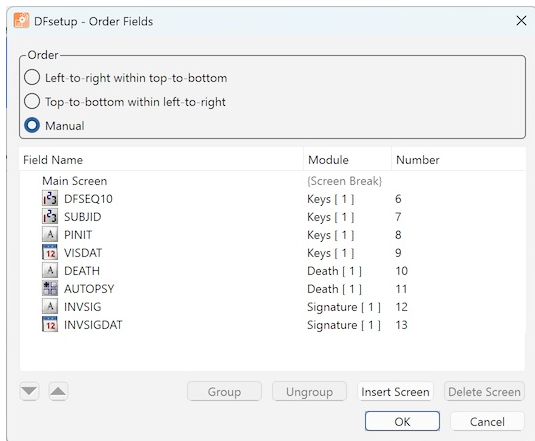 DFsetup - Order Fields
Order
Left-to-right within top-to-bottom
Top-to-bottom within left-to-right
Manual
Field Name Module Number
Main Screen (Screen Break)
DFSEQ10 Keys [ 1 ] 6
SUBJID Keys [ 1 ] 7
PINIT Keys [ 1 ] 8
VISDAT Keys [ 1 ] 9
DEATH Death [ 1 ] 10
AUTOPSY Death [ 1 ] 11
INVSIG Signature [ 1 ] 12
INVSIGDAT Signature [ 1 ] 13
Group Ungroup Insert Screen Delete Screen
OK Cancel